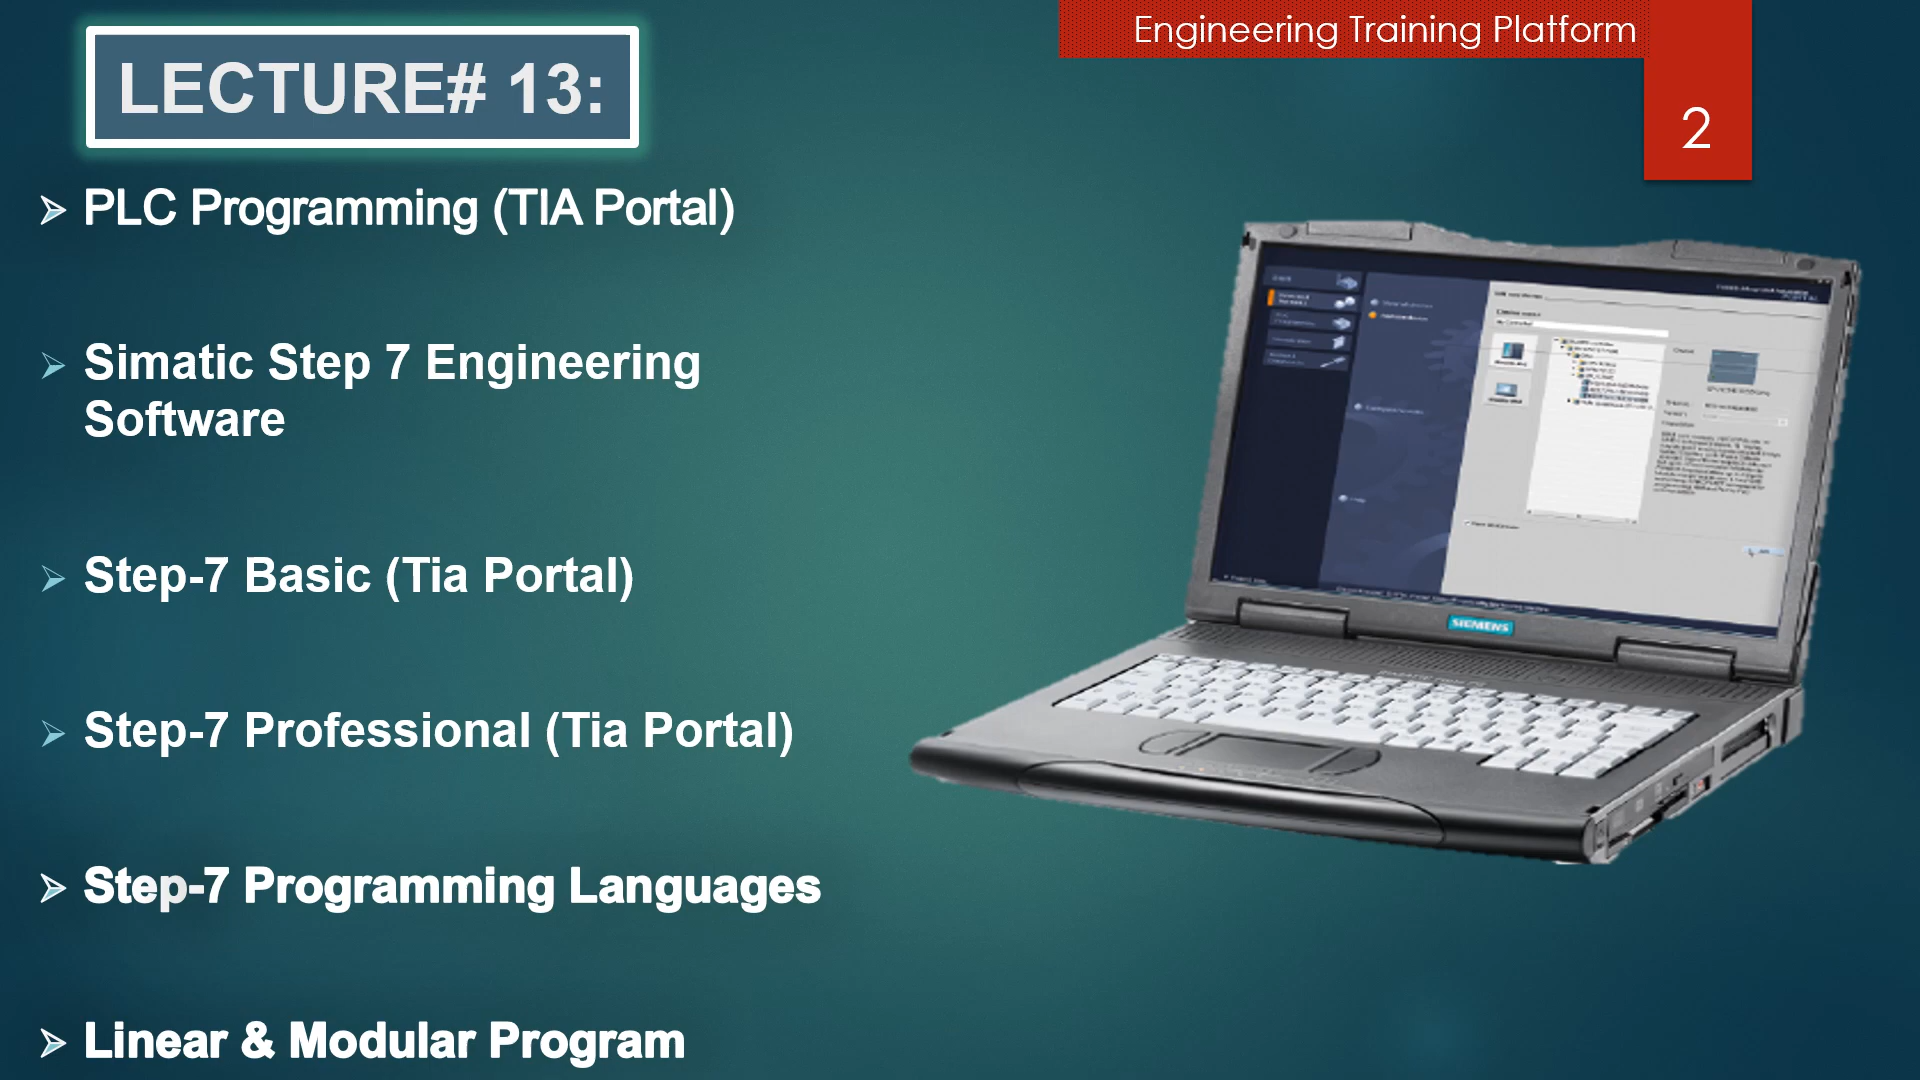 Engineering Training Platform
2
LECTURE# 13:
PLC Programming (TIA Portal)
Simatic Step 7 Engineering
Software
Step-7 Basic (Tia Portal)
Step-7 Professional (Tia Portal)
Step-7 Programming Languages
Linear & Modular Program
SIEMENS